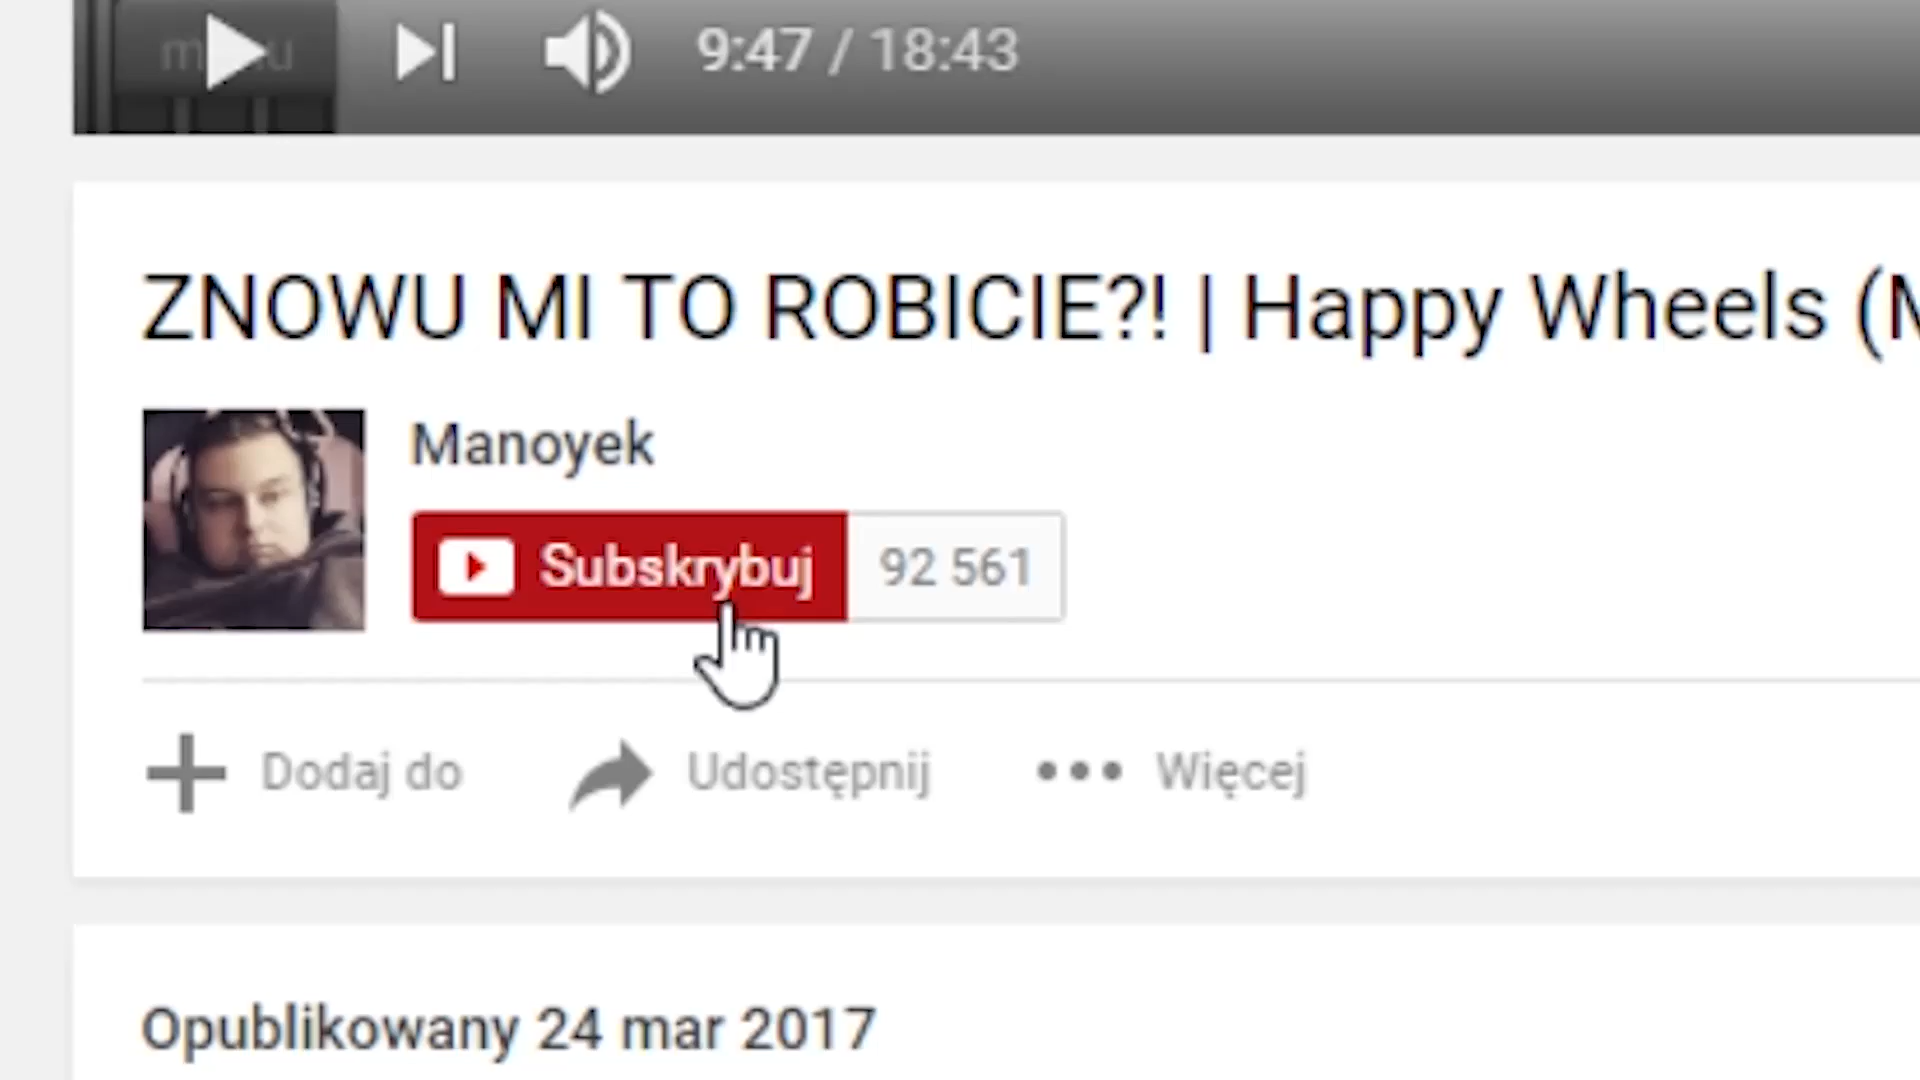 menu
9:47 / 18:43
ZNOWU MI TO ROBICIE?! | Happy Wheels (
Manoyek
Subskrybuj 92 561
Dodaj do Udostępnij Więcej
Opublikowany 24 mar 2017